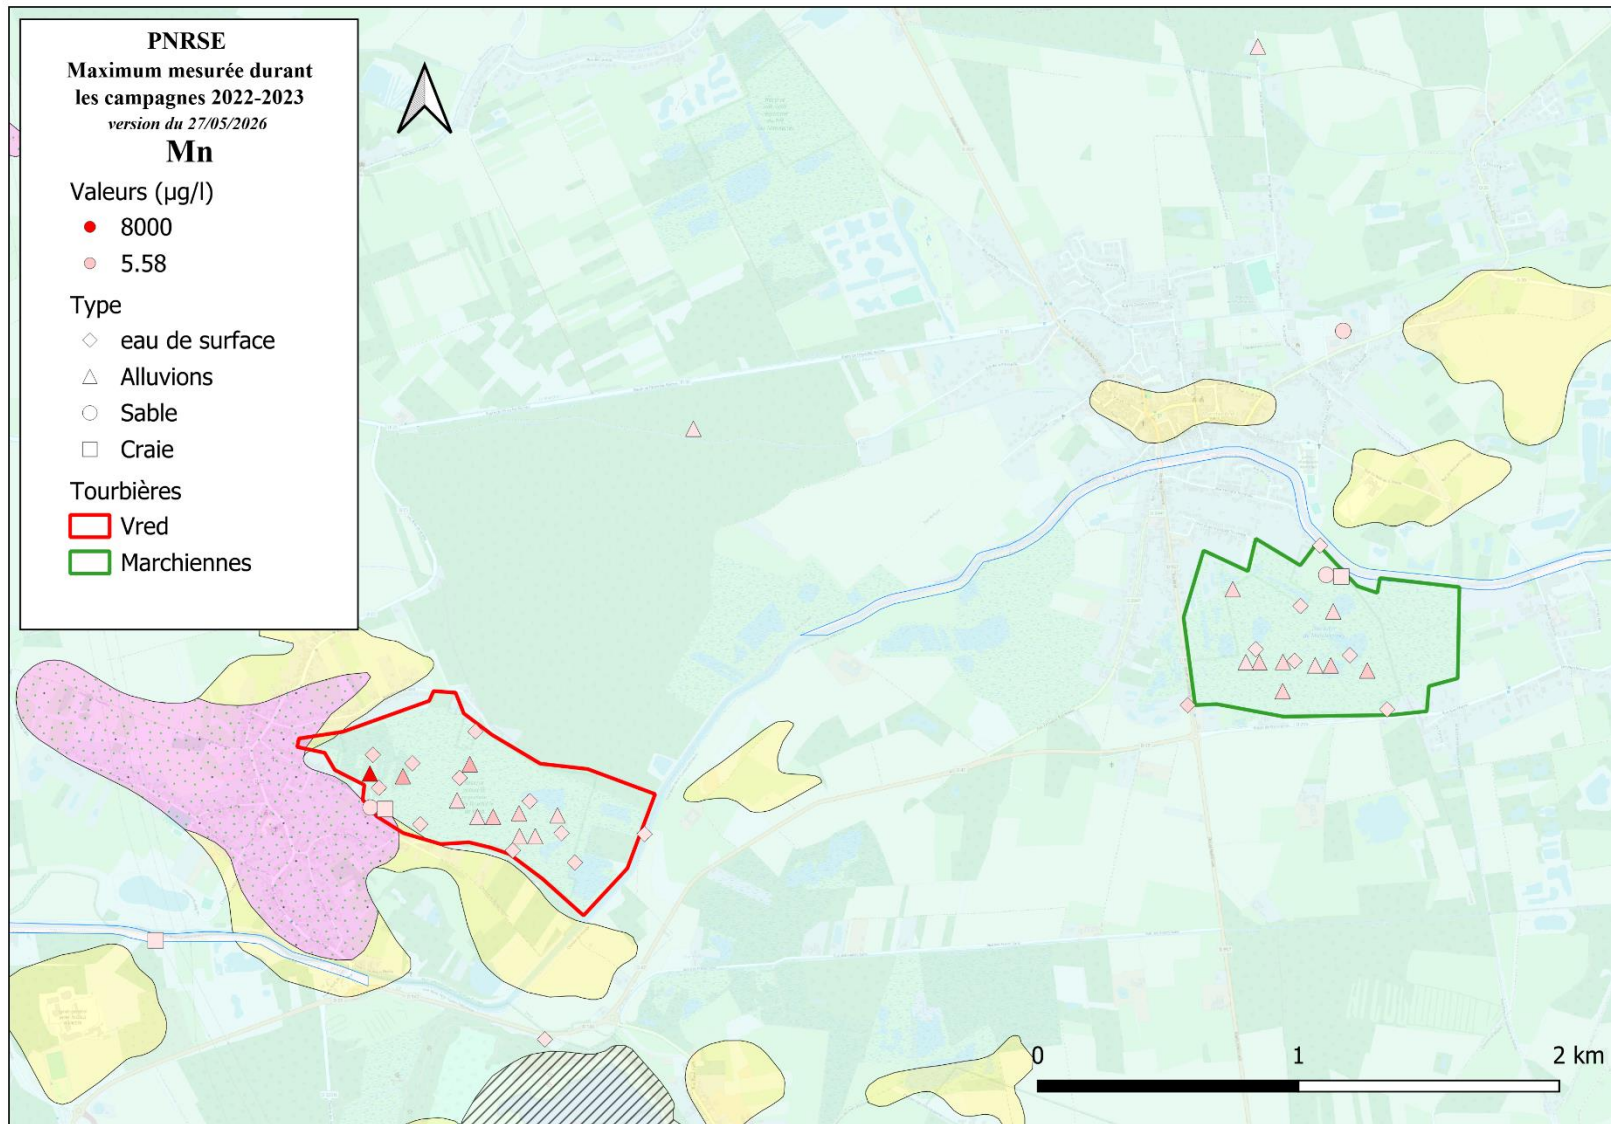 PNRSE
Maximum mesurée durant
les campagnes 2022-2023
version du 27/05/2026
Mn
Valeurs (µg/l)
8000
5.58
Type
eau de surface
Alluvions
Sable
Craie
Tourbières
Vred
Marchiennes
0 1 2 km